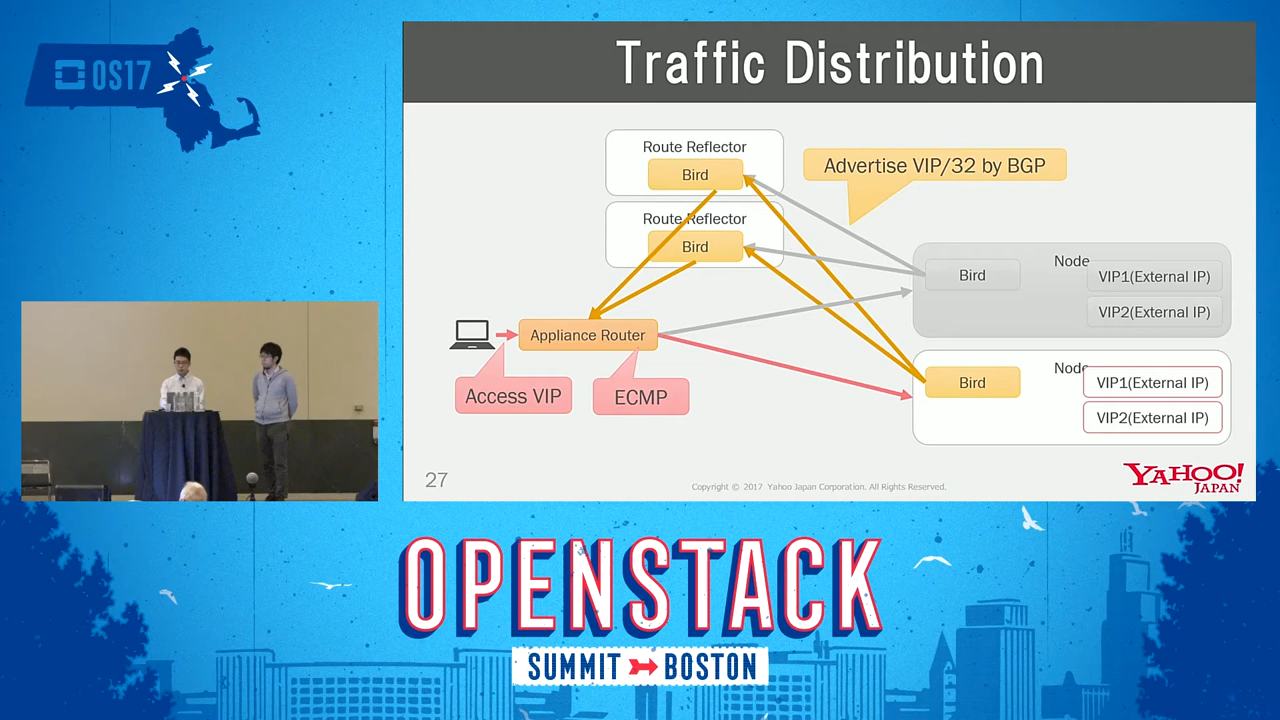 OS17
Traffic Distribution
Route Reflector
Bird
Advertise VIP/32 by BGP
Route Reflector
Bird
Node
Bird
VIP1(External IP)
VIP2(External IP)
Appliance Router
Access VIP
ECMP
Node
Bird
VIP1(External IP)
VIP2(External IP)
27
Copyright © 2017 Yahoo Japan Corporation. All Rights Reserved.
YAHOO!
JAPAN
OPENSTACK
SUMMIT BOSTON